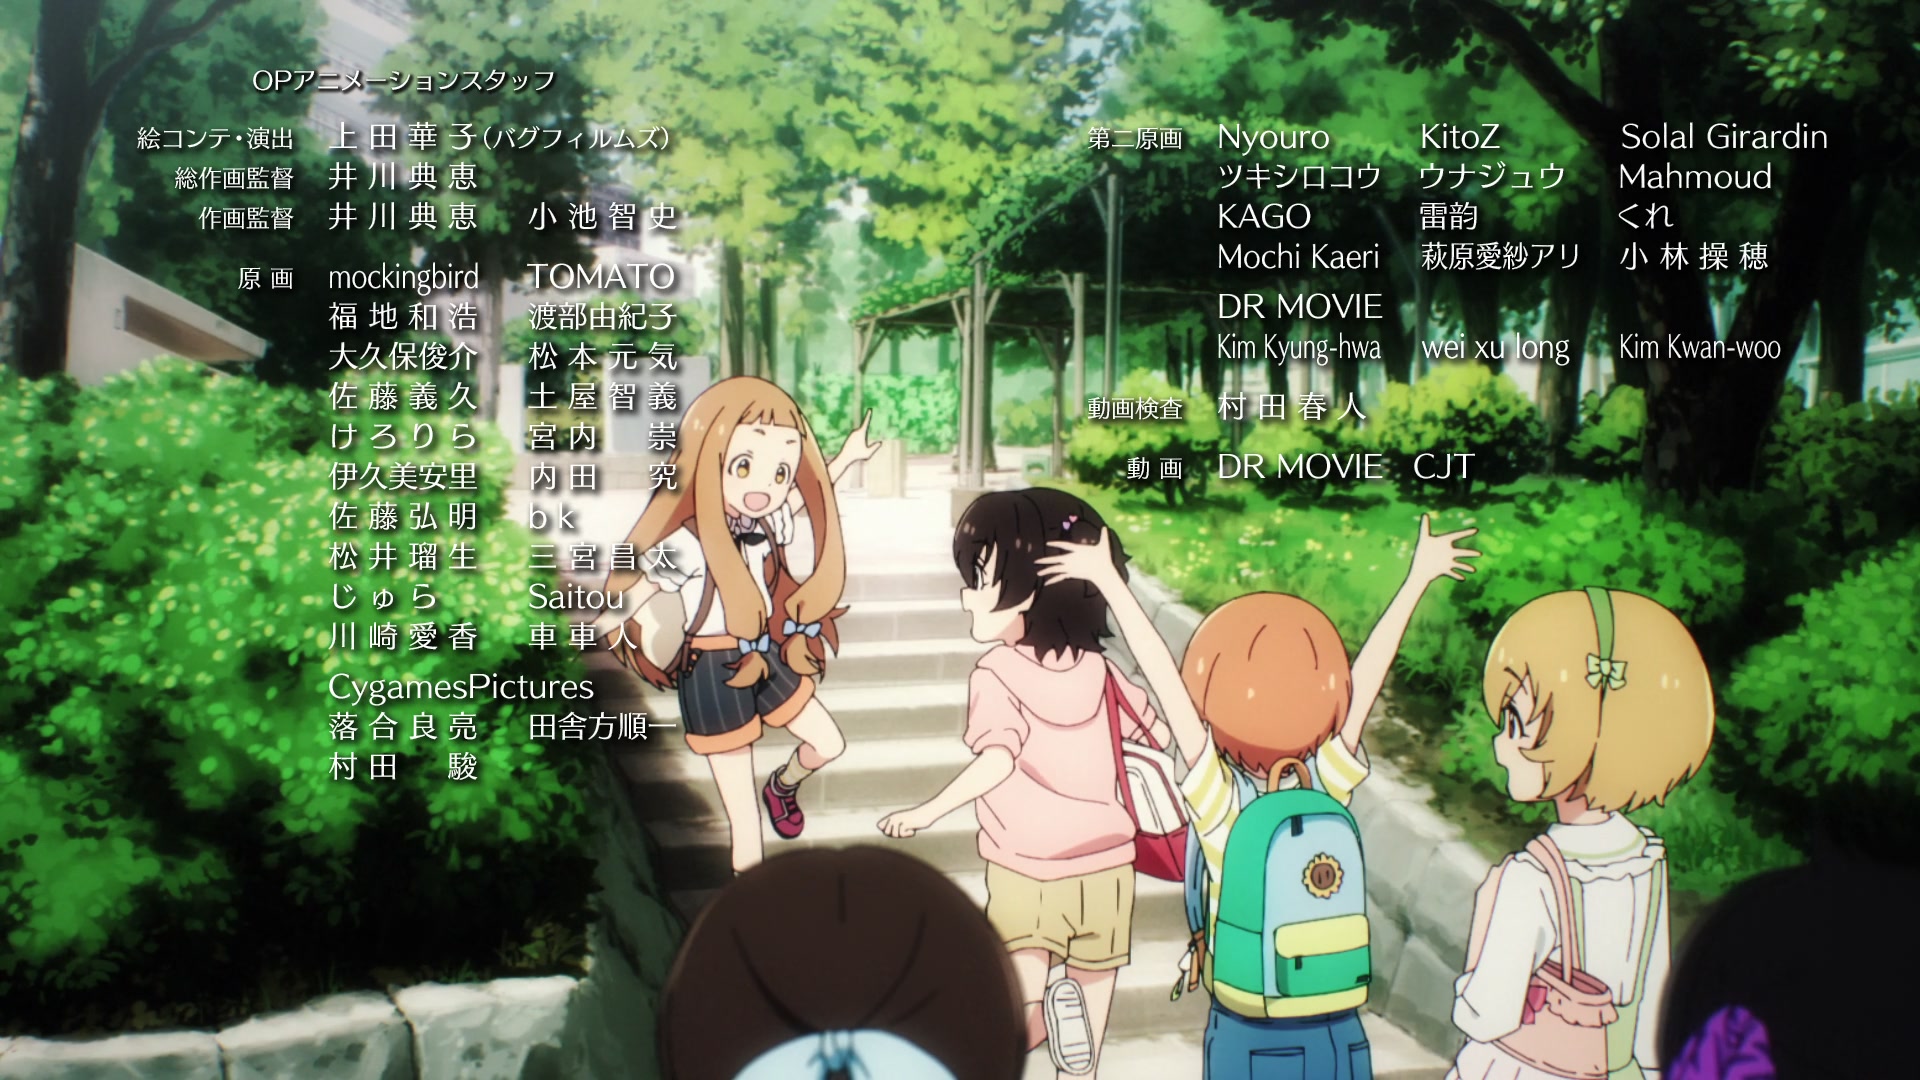 OPアニメーションスタッフ
絵コンテ・演出 上田華子(バグフィルムズ)
総作画監督 井川典恵
作画監督 井川典恵 小池智史
原画 mockingbird TOMATO
福地和浩 渡部由紀子
大久保俊介 松本元気
佐藤義久 土屋智義
けろりら 宮内崇
伊久美安里 内田究
佐藤弘明 bk
松井瑠生 三宮昌太
じゅら Saitou
川崎愛香 車車人
CygamesPictures
落合良亮 田舎方順一
村田駿
第二原画 Nyouro KitoZ Solal Girardin
ツキシロコウ ウナジュウ Mahmoud
KAGO 雷韵 くれ
Mochi Kaeri 萩原愛紗アリ 小林操穂
DR MOVIE
Kim Kyung-hwa wei xu long Kim Kwan-woo
動画検査 村田春人
動画 DR MOVIE CJT